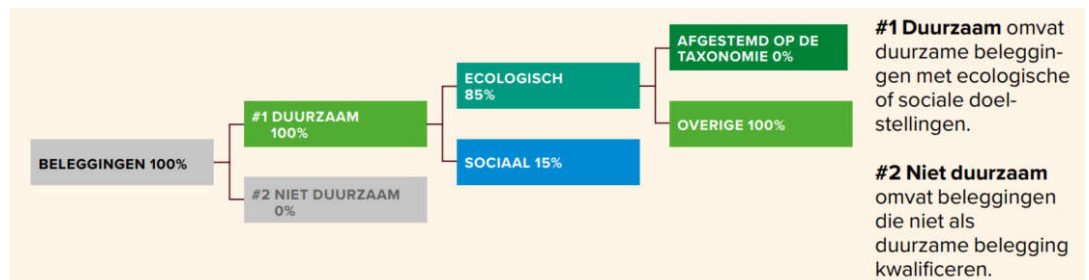 BELEGGINGEN 100%
#1 DUURZAAM
100%
#2 NIET DUURZAAM
0%
ECOLOGISCH
85%
SOCIAAL 15%
AFGESTEMD OP DE
TAXONOMIE 0%
OVERIGE 100%
#1 Duurzaam omvat
duurzame beleggin-
gen met ecologische
of sociale doel-
stellingen.
#2 Niet duurzaam
omvat beleggingen
die niet als
duurzame belegging
kwalificeren.